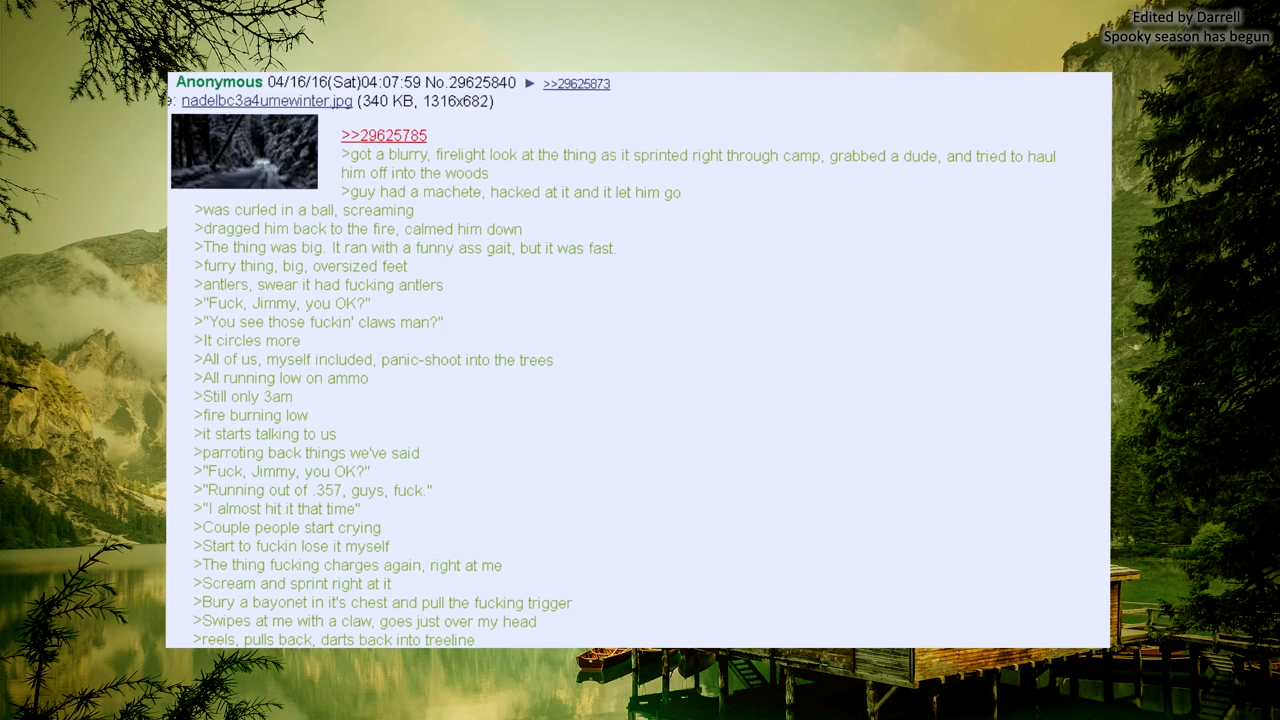 Edited by Darrell
Spooky season has begun
Anonymous 04/16/16(Sat)04:07:59 No.29625840 ► >>29625873
e: nadelbc3a4umewinter.jpg (340 KB, 1316x682)
>>29625785
>got a blurry, firelight look at the thing as it sprinted right through camp, grabbed a dude, and tried to haul
him off into the woods
>guy had a machete, hacked at it and it let him go
>was curled in a ball, screaming
>dragged him back to the fire, calmed him down
>The thing was big. It ran with a funny ass gait, but it was fast.
>furry thing, big, oversized feet
>antlers, swear it had fucking antlers
>"Fuck, Jimmy, you OK?"
>"You see those fuckin' claws man?"
>It circles more
>All of us, myself included, panic-shoot into the trees
>All running low on ammo
>Still only 3am
>fire burning low
>it starts talking to us
>parroting back things we've said
>"Fuck, Jimmy, you OK?"
>"Running out of .357, guys, fuck."
>"I almost hit it that time"
>Couple people start crying
>Start to fuckin lose it myself
>The thing fucking charges again, right at me
>Scream and sprint right at it
>Bury a bayonet in it's chest and pull the fucking trigger
>Swipes at me with a claw, goes just over my head
>reels, pulls back, darts back into treeline